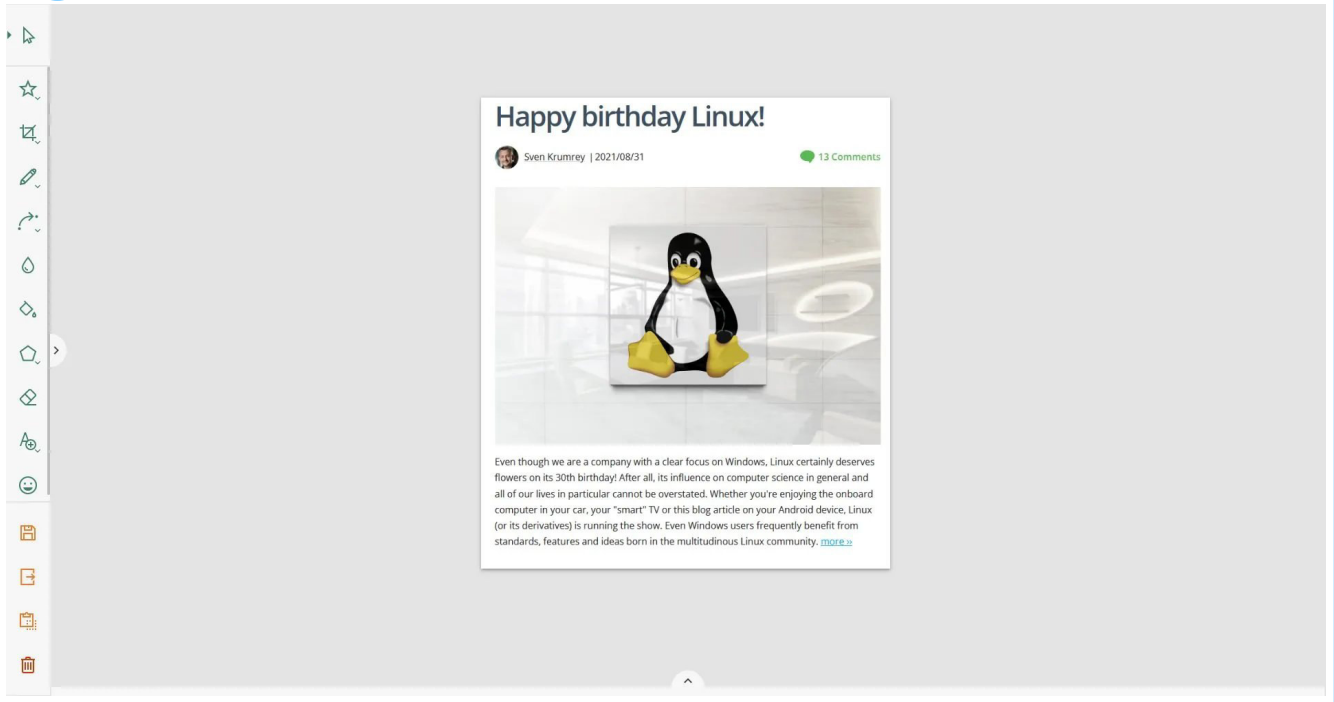 Happy birthday Linux!
Sven Krumrey | 2021/08/31
13 Comments
Even though we are a company with a clear focus on Windows, Linux certainly deserves
flowers on its 30th birthday! After all, its influence on computer science in general and
all of our lives in particular cannot be overstated. Whether you're enjoying the onboard
computer in your car, your "smart" TV or this blog article on your Android device, Linux
(or its derivatives) is running the show. Even Windows users frequently benefit from
standards, features and ideas born in the multitudinous Linux community. more »